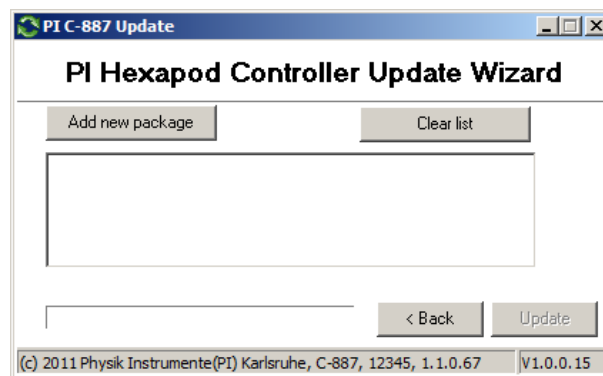 PI C-887 Update
PI Hexapod Controller Update Wizard
Add new package
Clear list
< Back
Update
(c) 2011 Physik Instrumente(PI) Karlsruhe, C-887, 12345, 1.1.0.67
V1.0.0.15